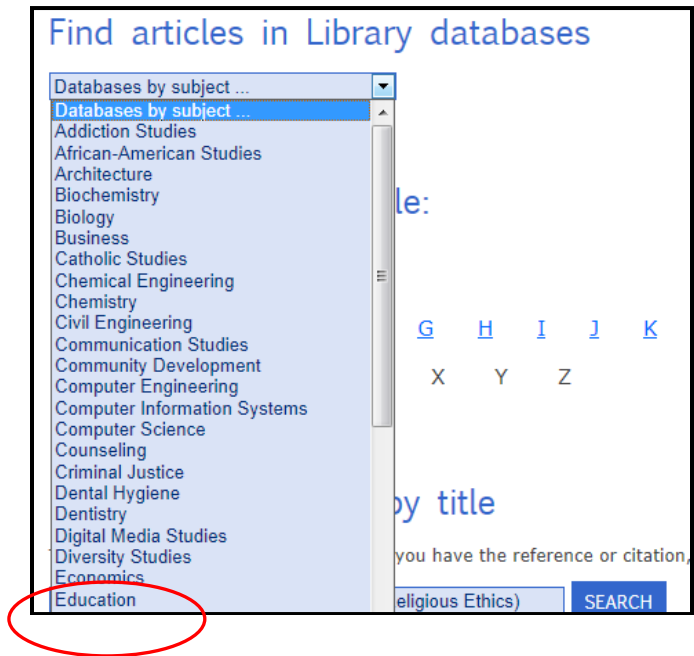 Find articles in Library databases
Databases by subject ...
Databases by subject ...
Addiction Studies
African-American Studies
Architecture
Biochemistry
Biology
Business
Catholic Studies
Chemical Engineering
Chemistry
Civil Engineering
Communication Studies
Community Development
Computer Engineering
Computer Information Systems
Computer Science
Counseling
Criminal Justice
Dental Hygiene
Dentistry
Digital Media Studies
Diversity Studies
Economics
Education
le:
G H I J K
X Y Z
by title
you have the reference or citation,
eligious Ethics) SEARCH